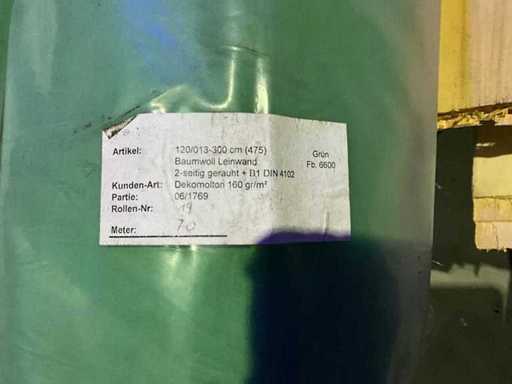 Artikel: 120/013-300 cm (475) Grün
Baumwoll Leinwand Fb. 6600
2-seitig gerauht + B1 DIN 4102
Kunden-Art: Dekomolton 160 gr/m²
Partie: 06/1769
Rollen-Nr: 19
Meter: 70